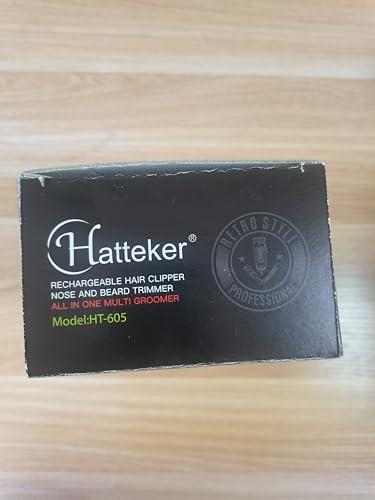 Hatteker®
RECHARGEABLE HAIR CLIPPER
NOSE AND BEARD TRIMMER
ALL IN ONE MULTI GROOMER
Model:HT-605
RETRO STYLE
PROFESSIONAL